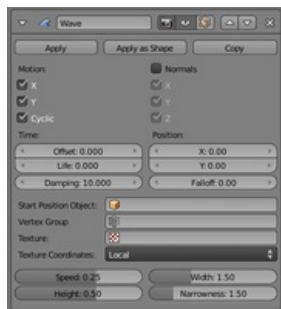 Wave
Apply Apply as Shape Copy
Motion: Normals
X X
Y Y
Cyclic Z
Time: Position:
Offset: 0.000 X: 0.00
Life: 0.000 Y: 0.00
Damping: 10.000 Falloff: 0.00
Start Position Object:
Vertex Group
Texture:
Texture Coordinates: Local
Speed: 0.25 Width: 1.50
Height: 0.50 Narrowness: 1.50